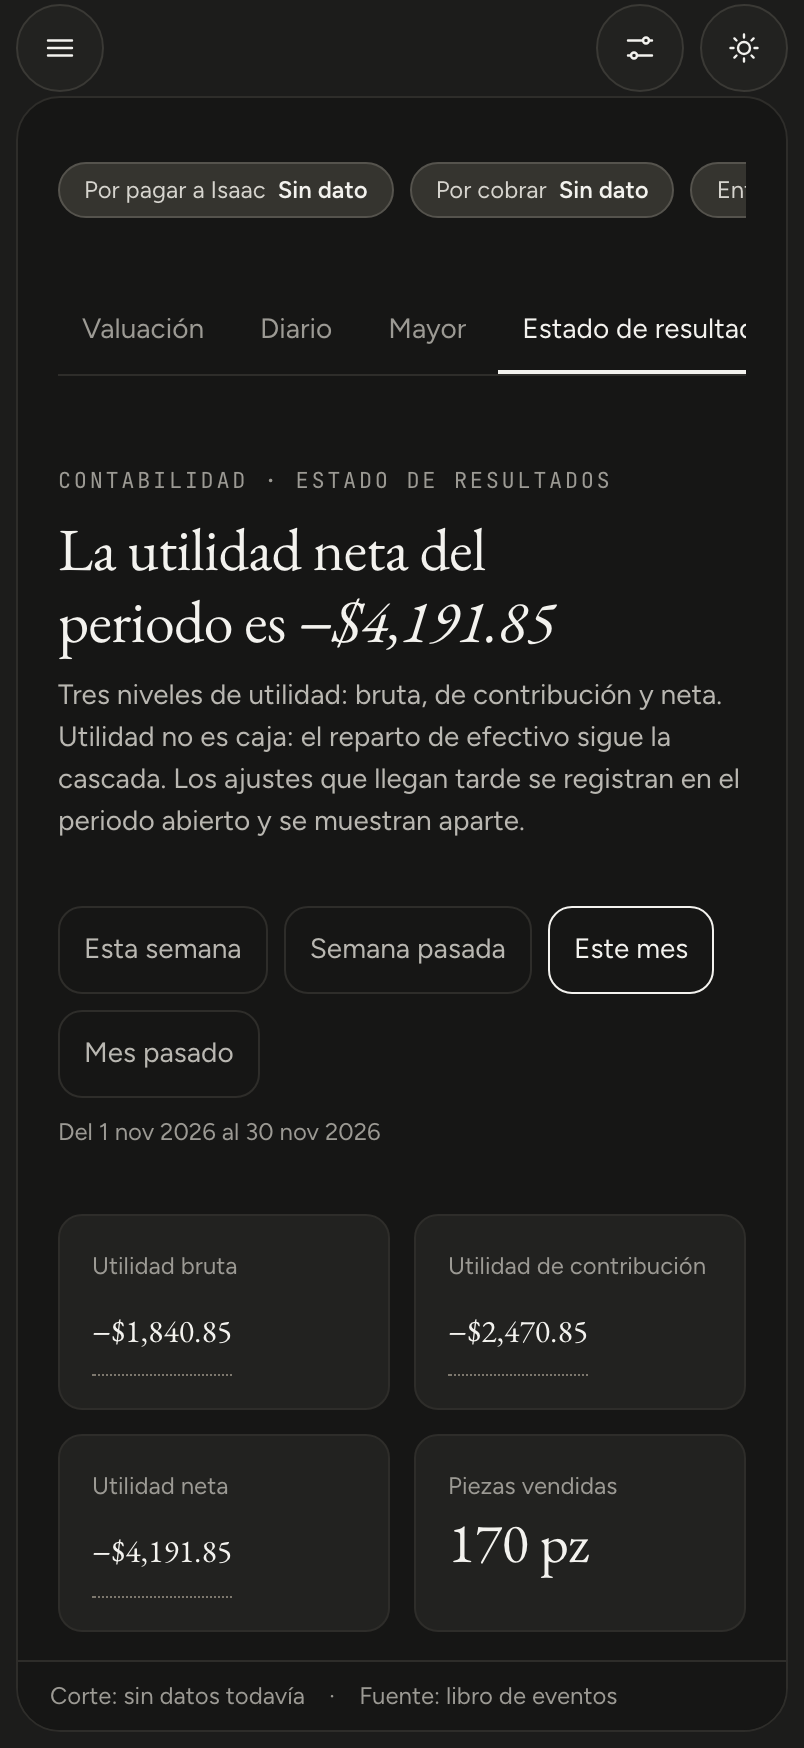 Por pagar a Isaac Sin dato
Por cobrar Sin dato
Valuación
Diario
Mayor
Estado de
CONTABILIDAD · ESTADO DE RESULTADOS
La utilidad neta del
periodo es –$4,191.85
Tres niveles de utilidad: bruta, de contribución y neta.
Utilidad no es caja: el reparto de efectivo sigue la
cascada. Los ajustes que llegan tarde se registran en el
periodo abierto y se muestran aparte.
Esta semana
Semana pasada
Este mes
Mes pasado
Del 1 nov 2026 al 30 nov 2026
Utilidad bruta
–$1,840.85
Utilidad de contribución
–$2,470.85
Utilidad neta
–$4,191.85
Piezas vendidas
170 pz
Corte: sin datos todavía · Fuente: libro de eventos